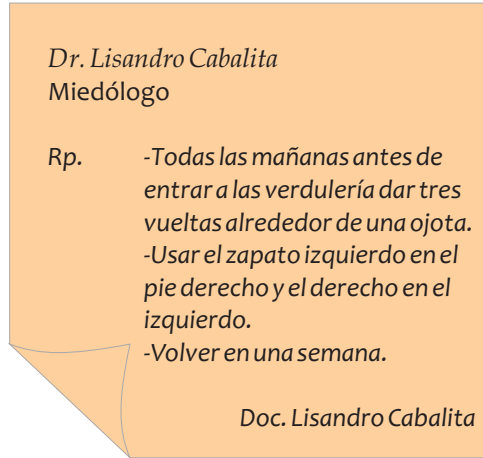 Dr. Lisandro Cabalita
Miedólogo
Rp. -Todas las mañanas antes de
entrar a las verdulería dar tres
vueltas alrededor de una ojota.
-Usar el zapato izquierdo en el
pie derecho y el derecho en el
izquierdo.
-Volver en una semana.
Doc. Lisandro Cabalita